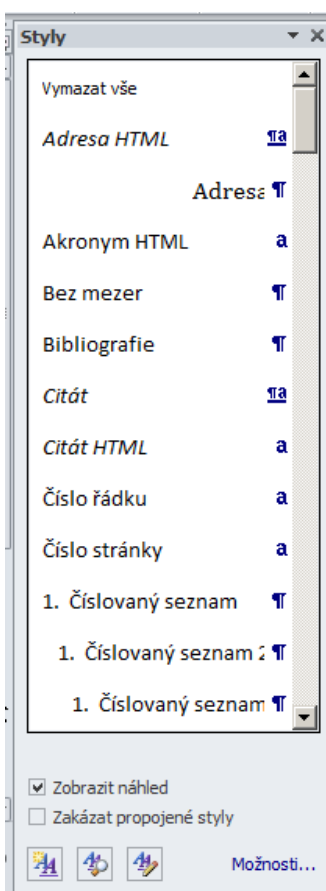 Styly
Vymazat vše
Adresa HTML ¶a
Adresa ¶
Akronym HTML a
Bez mezer ¶
Bibliografie ¶
Citát ¶a
Citát HTML a
Číslo řádku a
Číslo stránky a
1. Číslovaný seznam ¶
1. Číslovaný seznam 2 ¶
1. Číslovaný seznam ¶
Zobrazit náhled
Zakázat propojené styly
Možnosti...